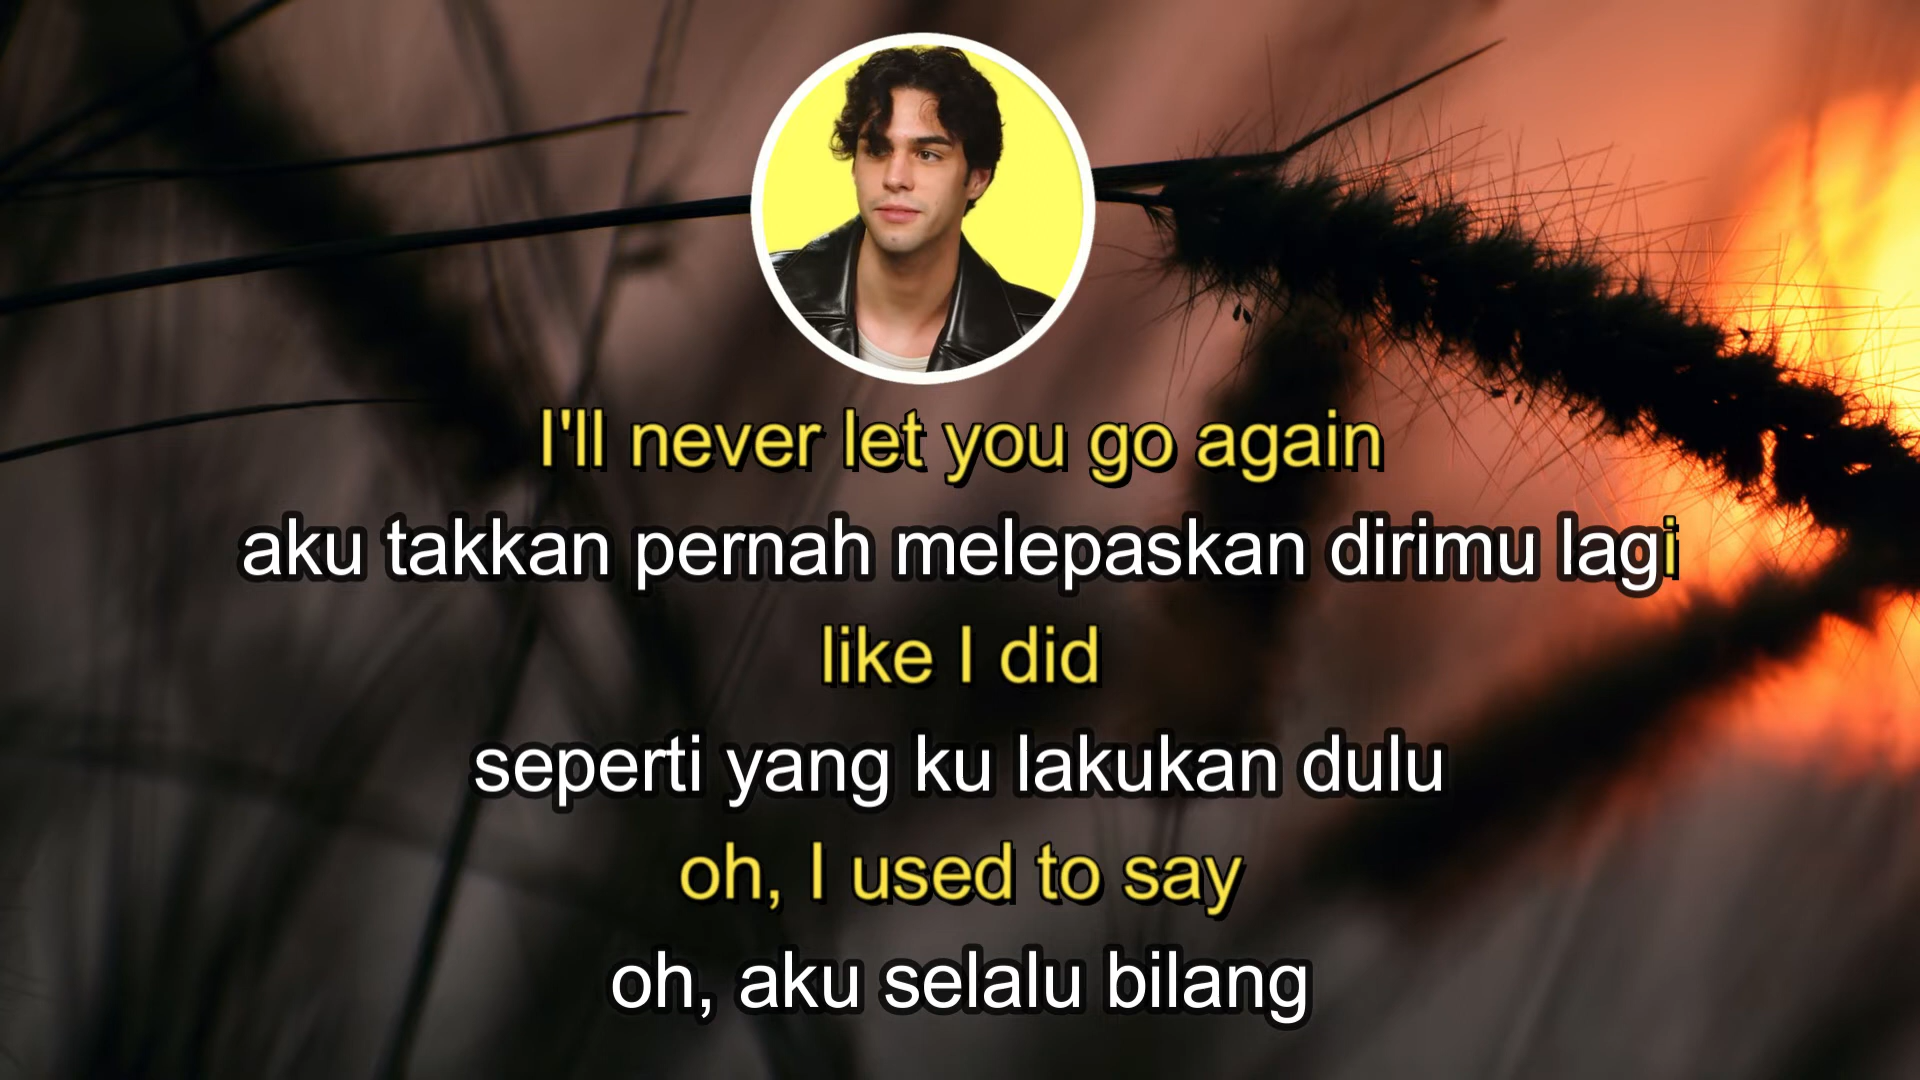 I'll never let you go again
aku takkan pernah melepaskan dirimu lagi
like I did
seperti yang ku lakukan dulu
oh, I used to say
oh, aku selalu bilang